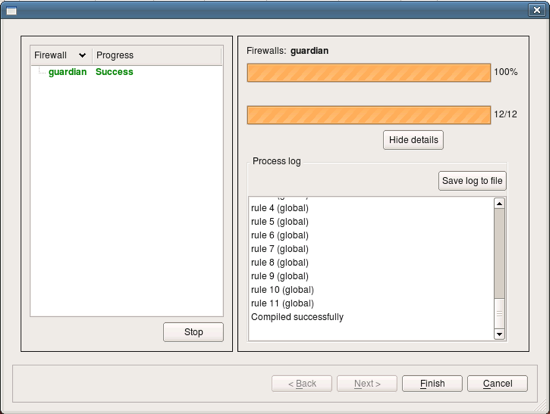 Firewall Progress
guardian Success
Stop
Firewalls: guardian
100%
12/12
Hide details
Process log
Save log to file
rule 4 (global)
rule 5 (global)
rule 6 (global)
rule 7 (global)
rule 8 (global)
rule 9 (global)
rule 10 (global)
rule 11 (global)
Compiled successfully
< Back Next > Finish Cancel